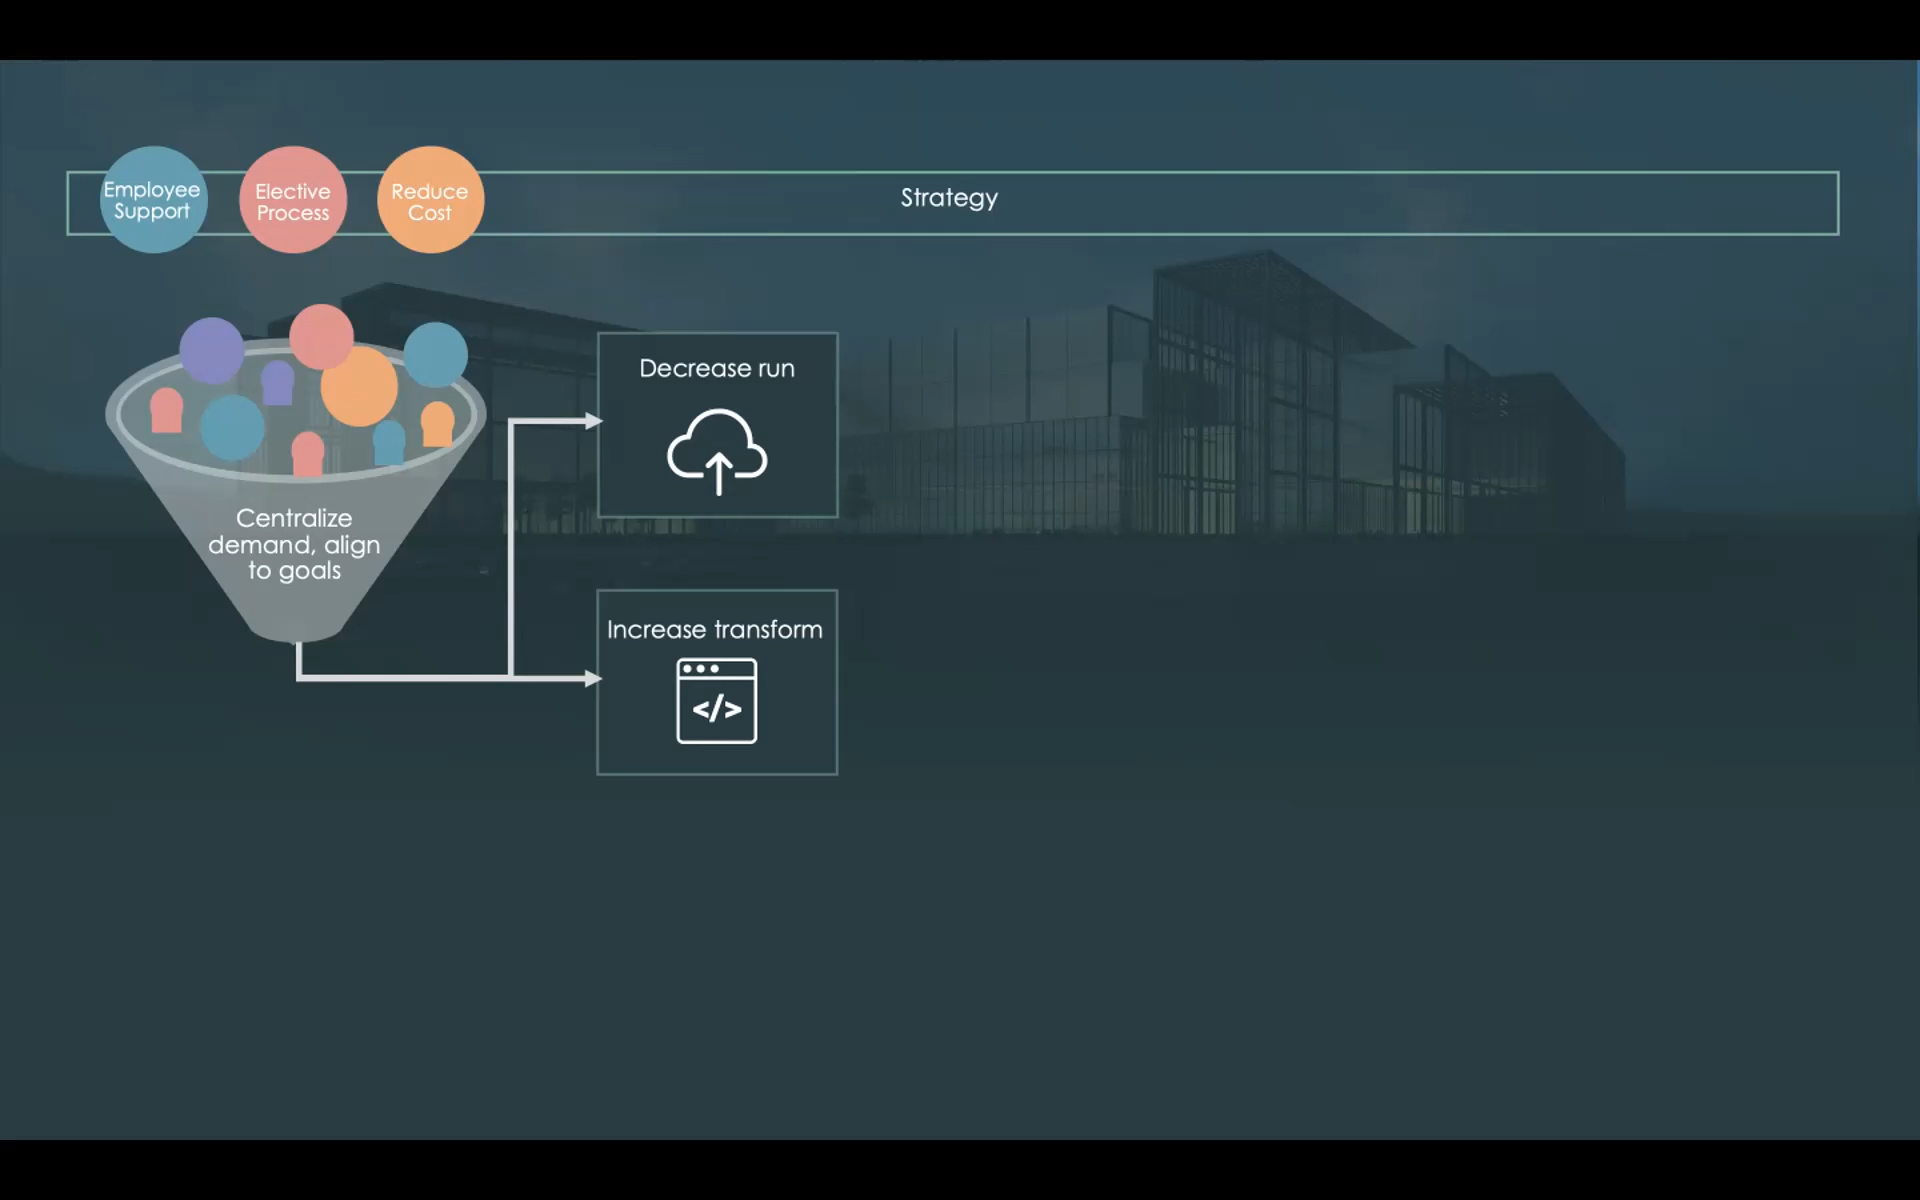 Employee
Support
Elective
Process
Reduce
Cost
Strategy
Decrease run
Centralize
demand, align
to goals
Increase transform
</>